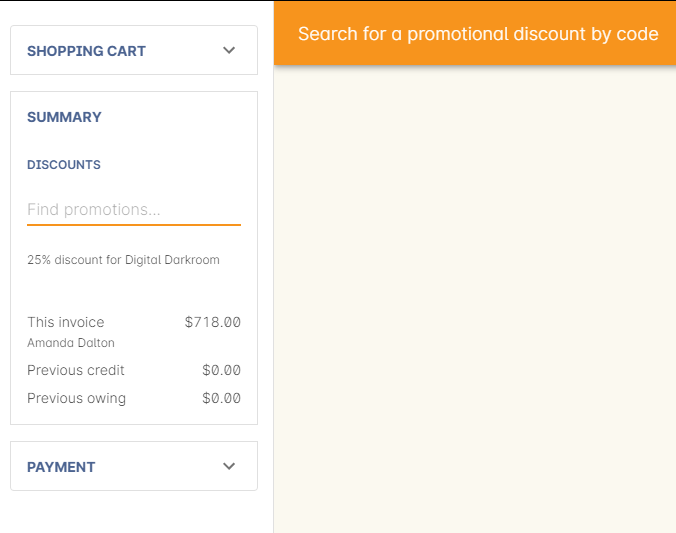 SHOPPING CART
SUMMARY
DISCOUNTS
Find promotions...
25% discount for Digital Darkroom
This invoice $718.00
Amanda Dalton
Previous credit $0.00
Previous owing $0.00
PAYMENT
Search for a promotional discount by code